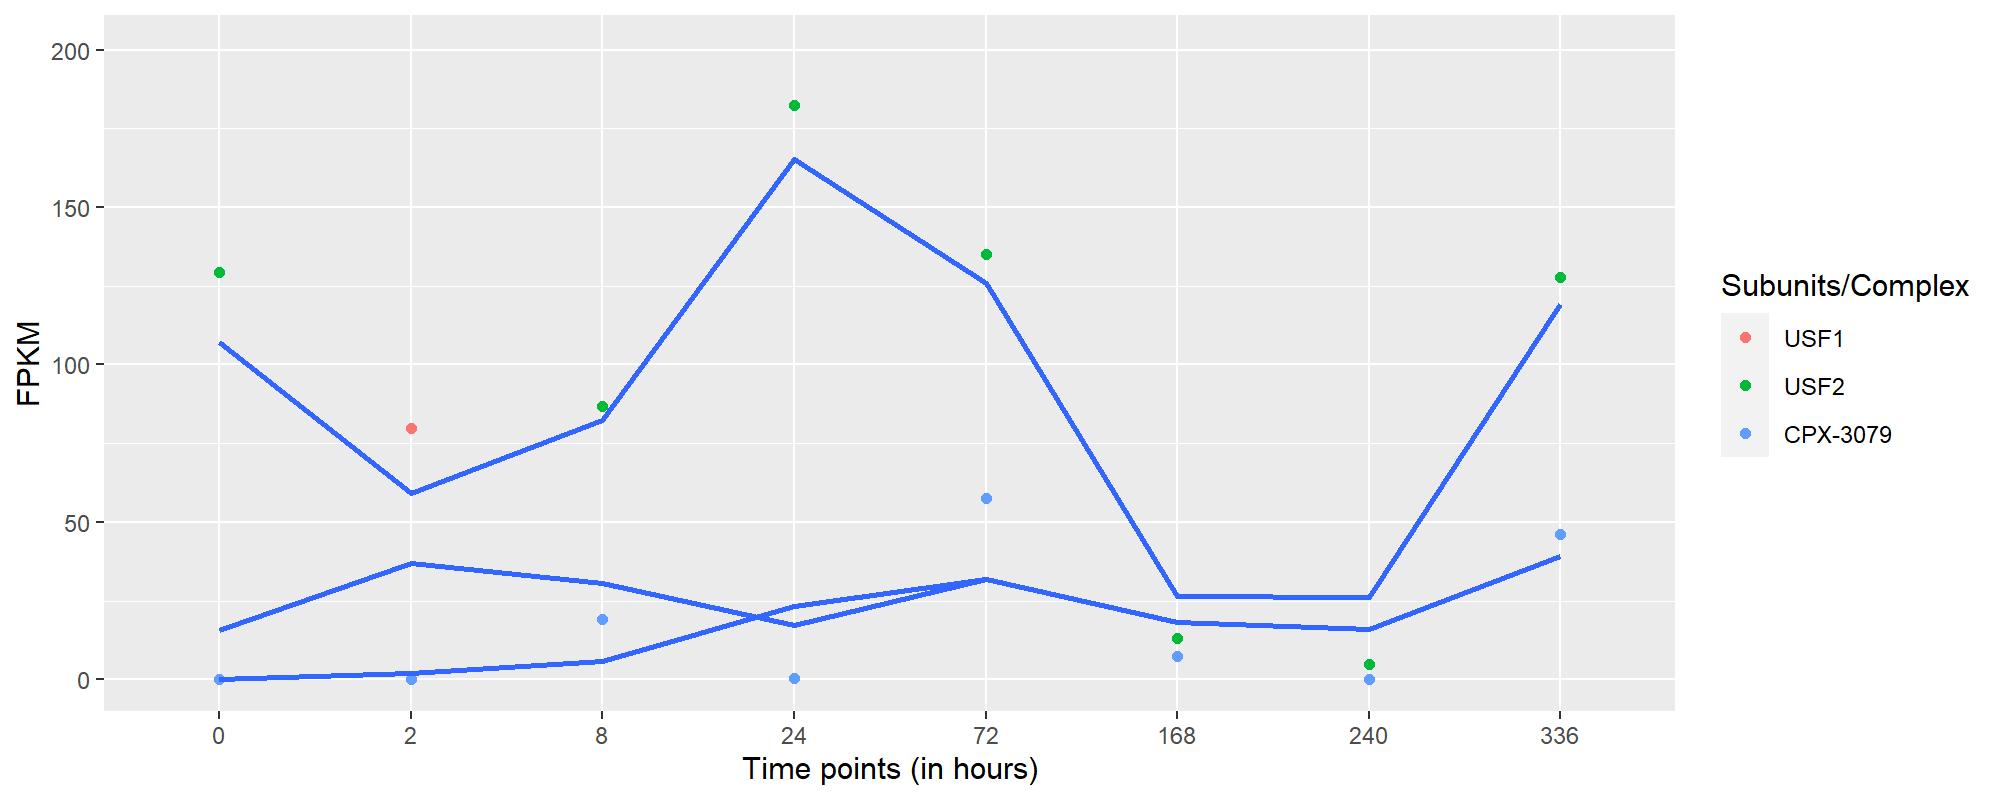 200
150
100
50
0
FPKM
0 2 8 24 72 168 240 336
Time points (in hours)
Subunits/Complex
USF1
USF2
CPX-3079